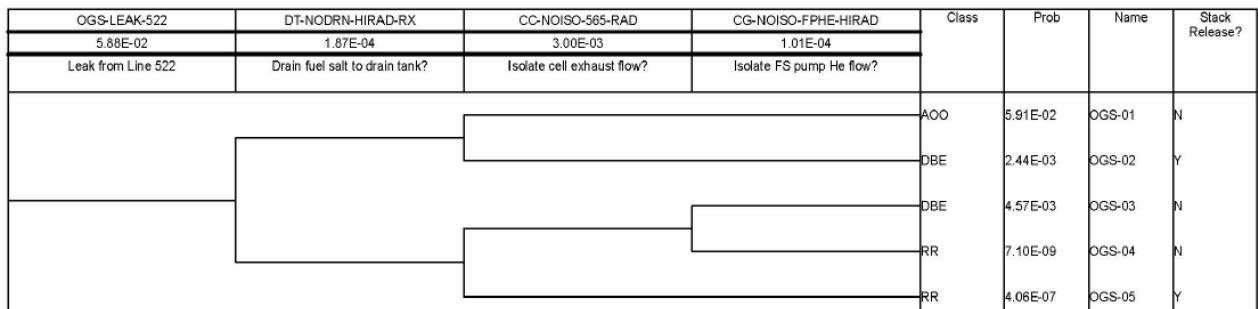 OGS-LEAK-522 DT-NODRN-HIRAD-RX CC-NOISO-565-RAD CG-NOISO-FPHE-HIRAD Class Prob Name Stack
Release?
5.88E-02 1.87E-04 3.00E-03 1.01E-04
Leak from Line 522 Drain fuel salt to drain tank? Isolate cell exhaust flow? Isolate FS pump He flow?
AOO 5.91E-02 OGS-01 N
DBE 2.44E-03 OGS-02 Y
DBE 4.57E-03 OGS-03 N
RR 7.10E-09 OGS-04 N
RR 4.06E-07 OGS-05 Y